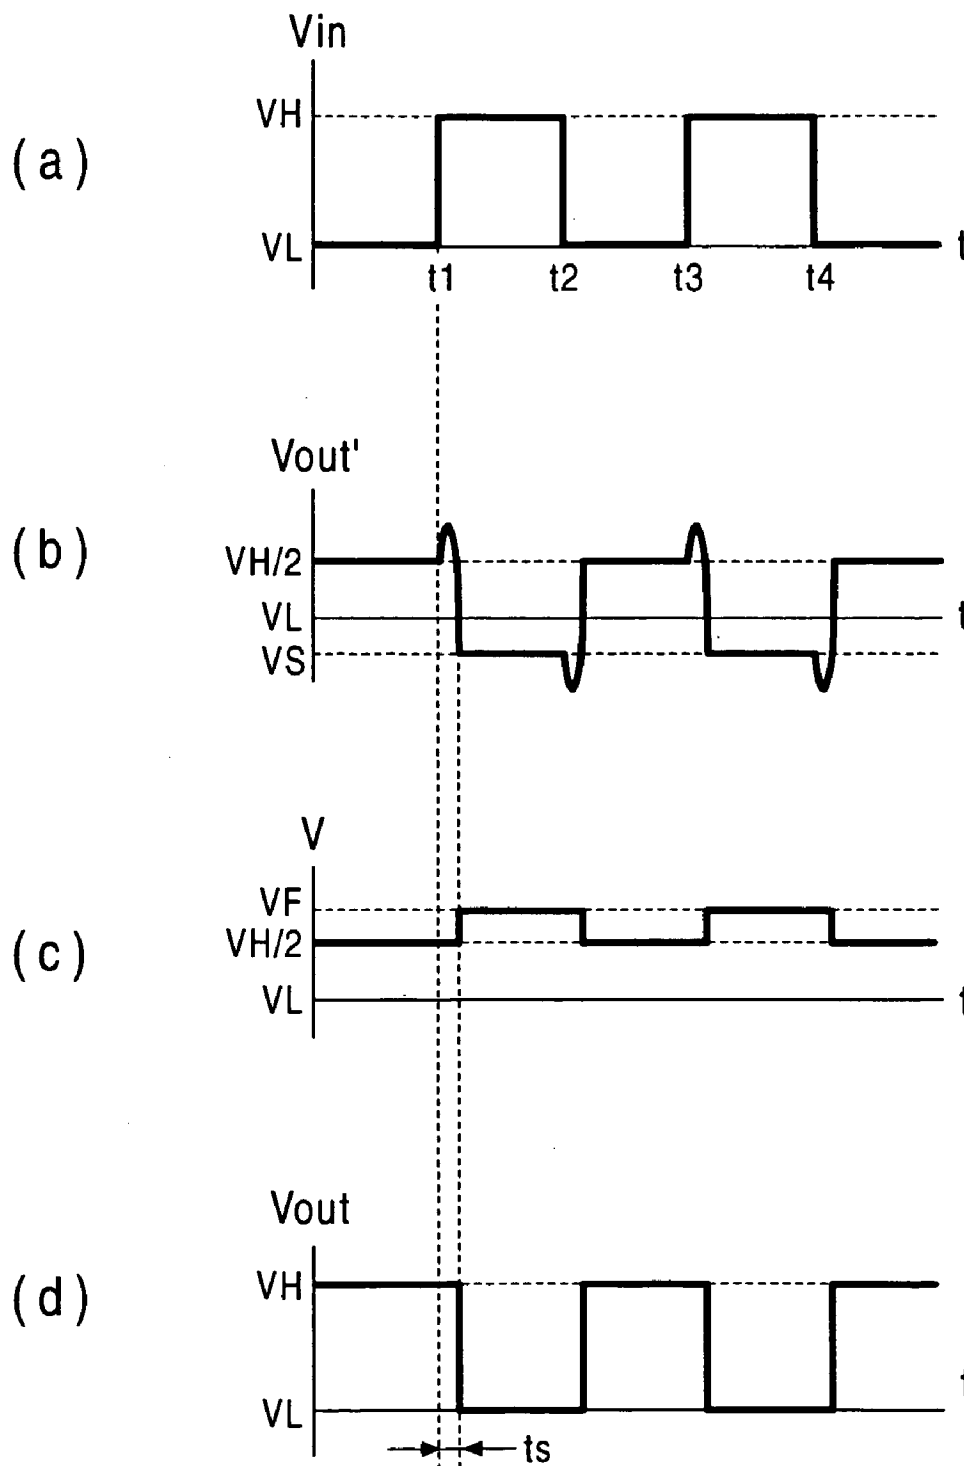 Vin
(a)
VH
VL
t
t1 t2 t3 t4
Vout'
(b)
VH/2
VL
t
VS
V
(c)
VF
VH/2
VL
t
Vout
(d)
VH
t
VL
ts